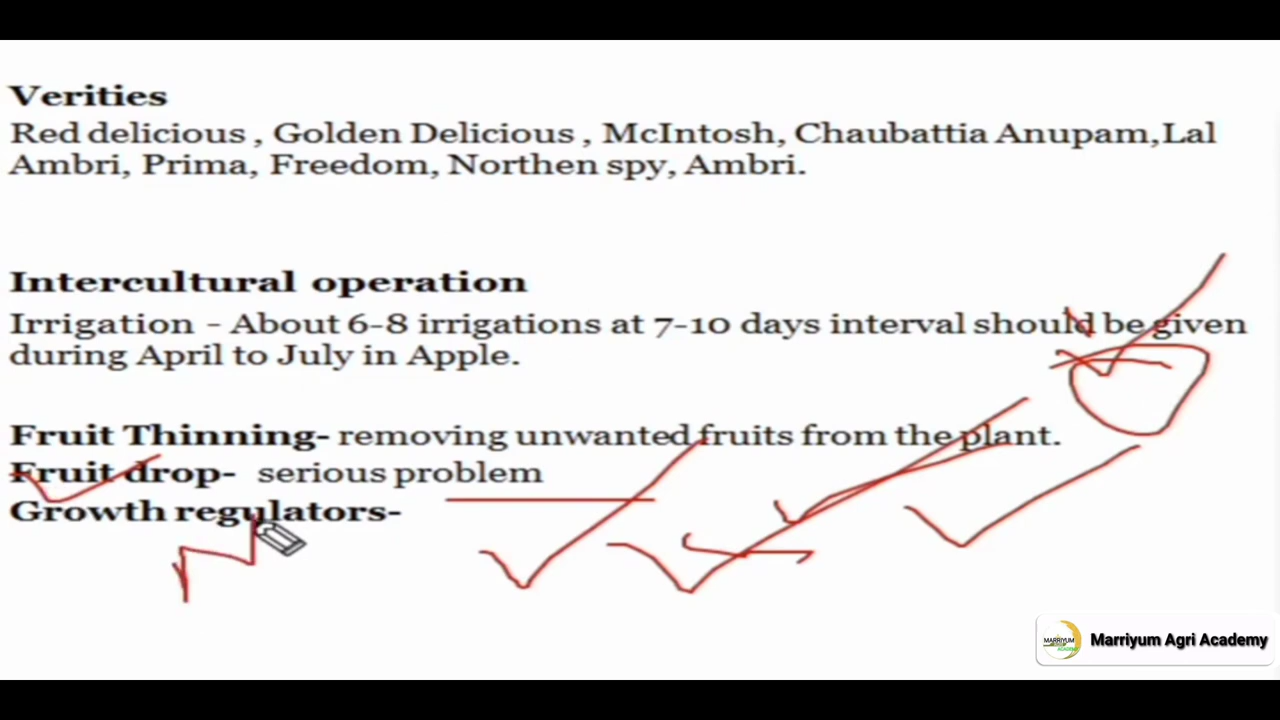 Verities
Red delicious , Golden Delicious , McIntosh, Chaubattia Anupam,Lal
Ambri, Prima, Freedom, Northen spy, Ambri.
Intercultural operation
Irrigation - About 6-8 irrigations at 7-10 days interval should be given
during April to July in Apple.
Fruit Thinning- removing unwanted fruits from the plant.
Fruit drop- serious problem
Growth regulators-
MARRIYUM
ACADEMY
Marriyum Agri Academy